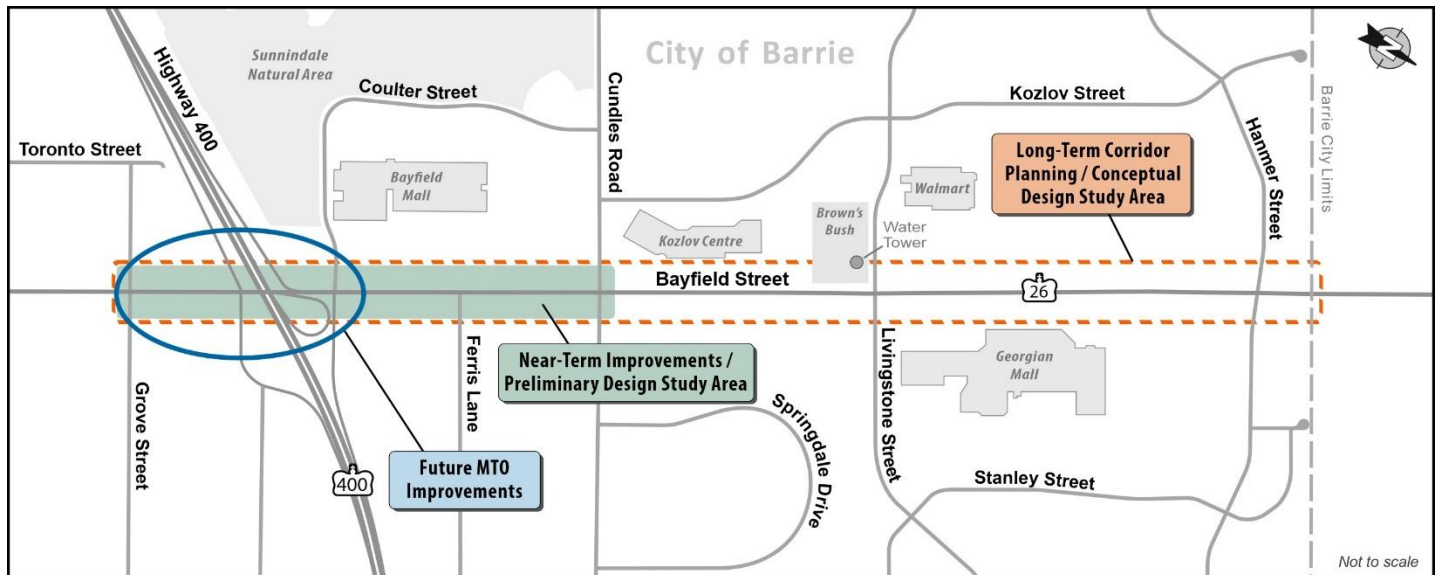 City of Barrie
N
Sunnindale
Natural Area
Highway 400
Coulter Street
Toronto Street
Cundles Road
Kozlov Street
Hanmer Street
Barrie City Limits
Bayfield
Mall
Long-Term Corridor
Planning / Conceptual
Design Study Area
Walmart
Brown's
Bush
Water
Tower
Kozlov Centre
Bayfield Street
26
Grove Street
Ferris Lane
Near-Term Improvements /
Preliminary Design Study Area
Livingstone Street
Georgian
Mall
Springdale Drive
Future MTO
Improvements
400
Stanley Street
Not to scale